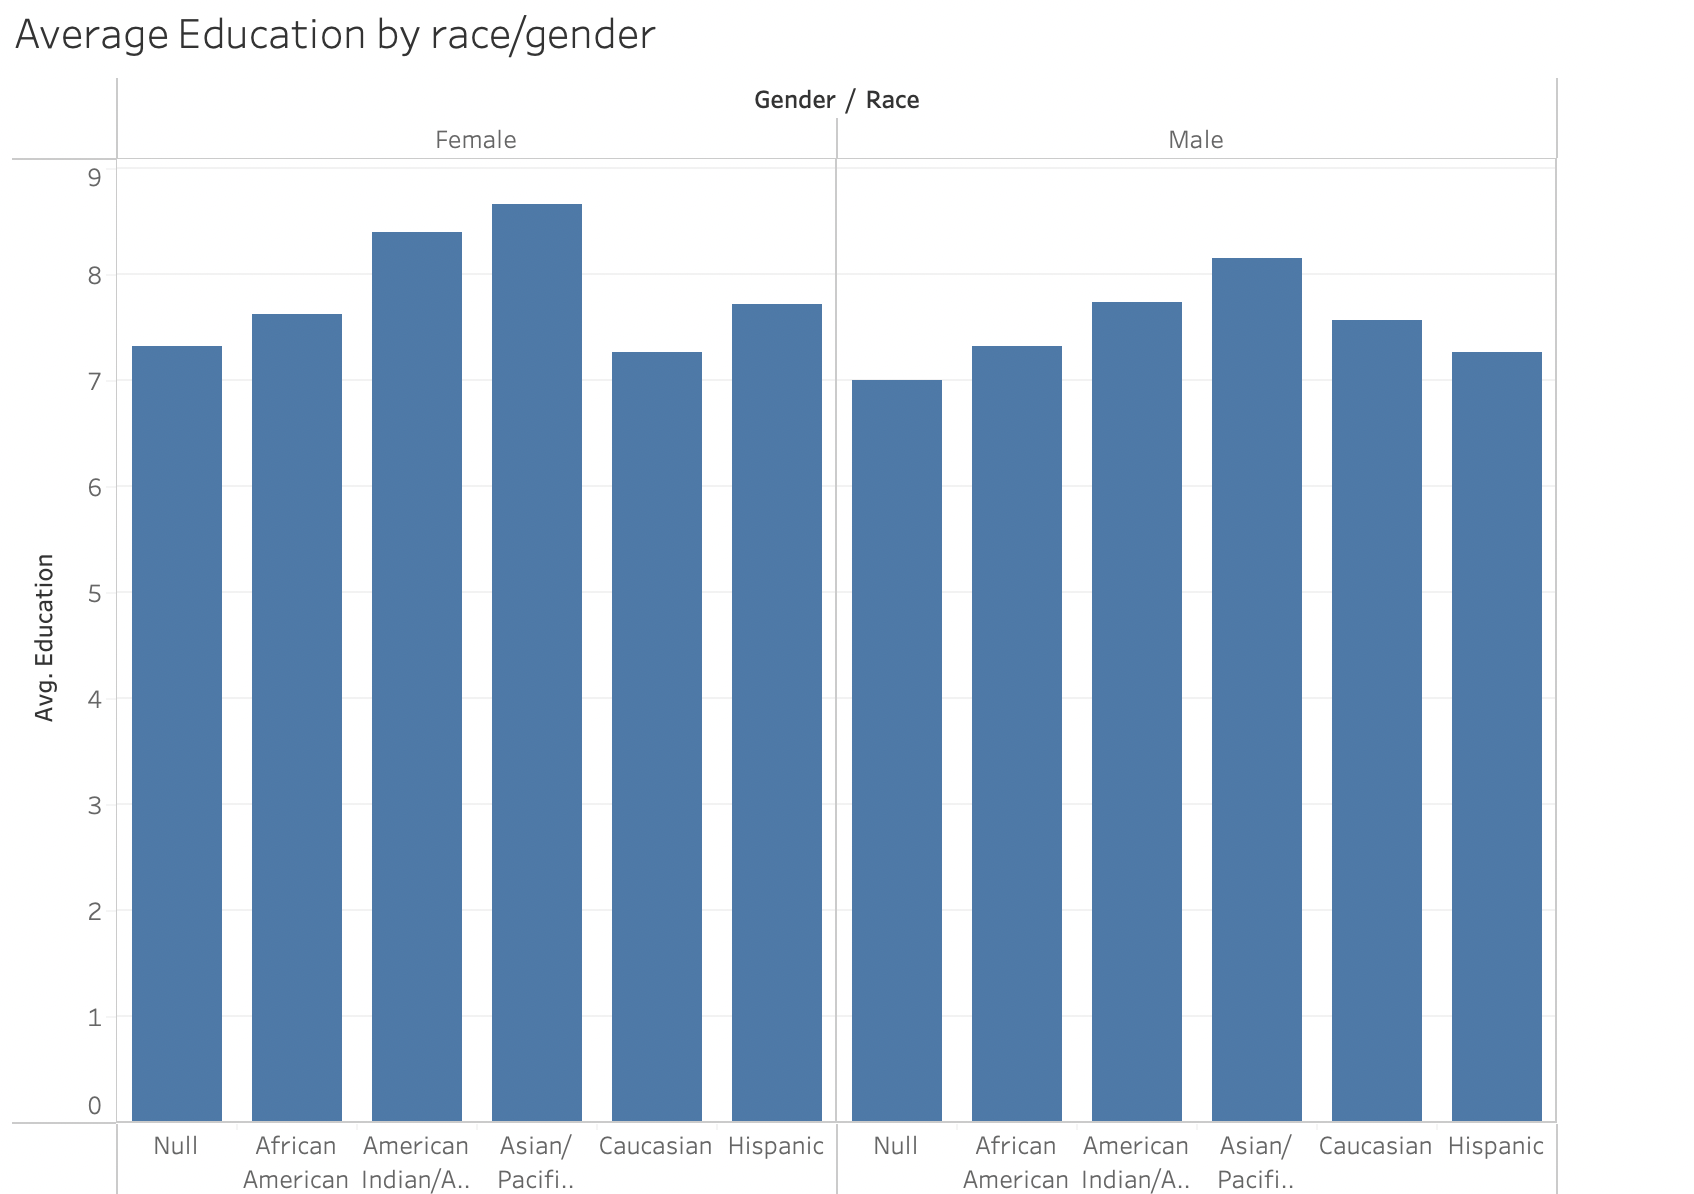 Average Education by race/gender
Gender / Race
Female Male
9
8
7
6
5
4
3
2
1
0
Avg. Education
Null African American Asian/ Caucasian Hispanic Null African American Asian/ Caucasian Hispanic
American Indian/A.. Pacifi.. American Indian/A.. Pacifi..